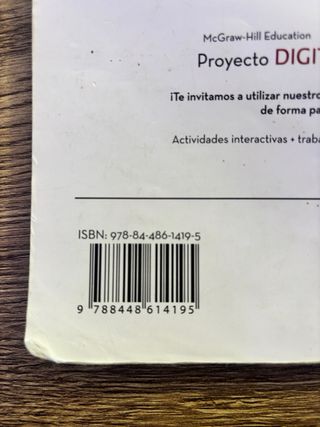 McGraw-Hill Education
Proyecto DIGIT
¡Te invitamos a utilizar nuestro
de forma pa
Actividades interactivas + traba
ISBN: 978-84-486-1419-5
9 788448 614195